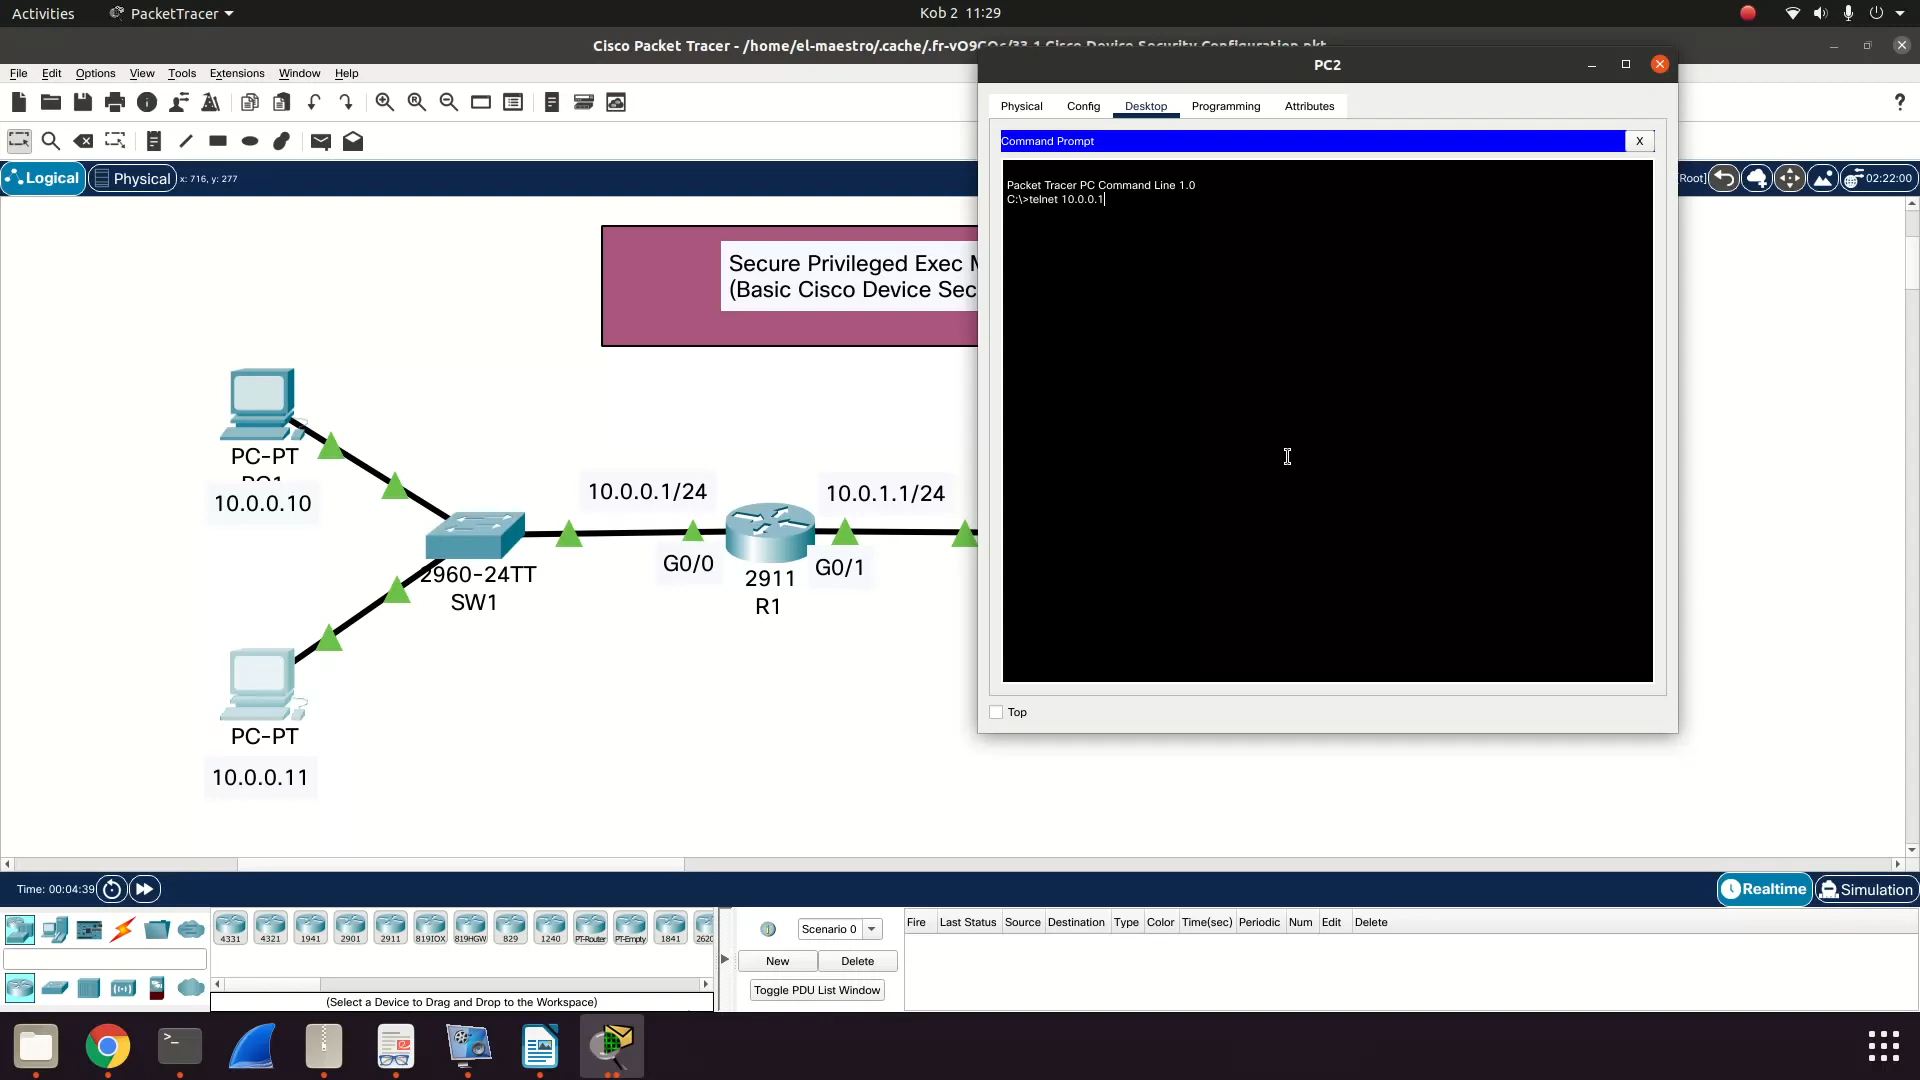 Activities
PacketTracer
Kob 2 11:29
Cisco Packet Tracer -
PC2
File Edit Options View Tools Extensions Window Help
Physical Config Desktop Programming Attributes
?
Command Prompt
X
Logical
Physical
x: 716, y: 277
[Root]
02:22:00
Packet Tracer PC Command Line 1.0
C:\>telnet 10.0.0.1
Secure Privileged Exec
(Basic Cisco Device Sec
PC-PT
10.0.0.10
10.0.0.1/24
10.0.1.1/24
G0/0
G0/1
2960-24TT
SW1
2911
R1
PC-PT
10.0.0.11
Top
Time: 00:04:39
Realtime
Simulation
4331 4321 1941 2901 2911 819IOX 819HGW 829 1240 PT-Router PT-Empty 1841 2620
Scenario 0
New
Delete
Toggle PDU List Window
Fire Last Status Source Destination Type Color Time(sec) Periodic Num Edit Delete
(Select a Device to Drag and Drop to the Workspace)